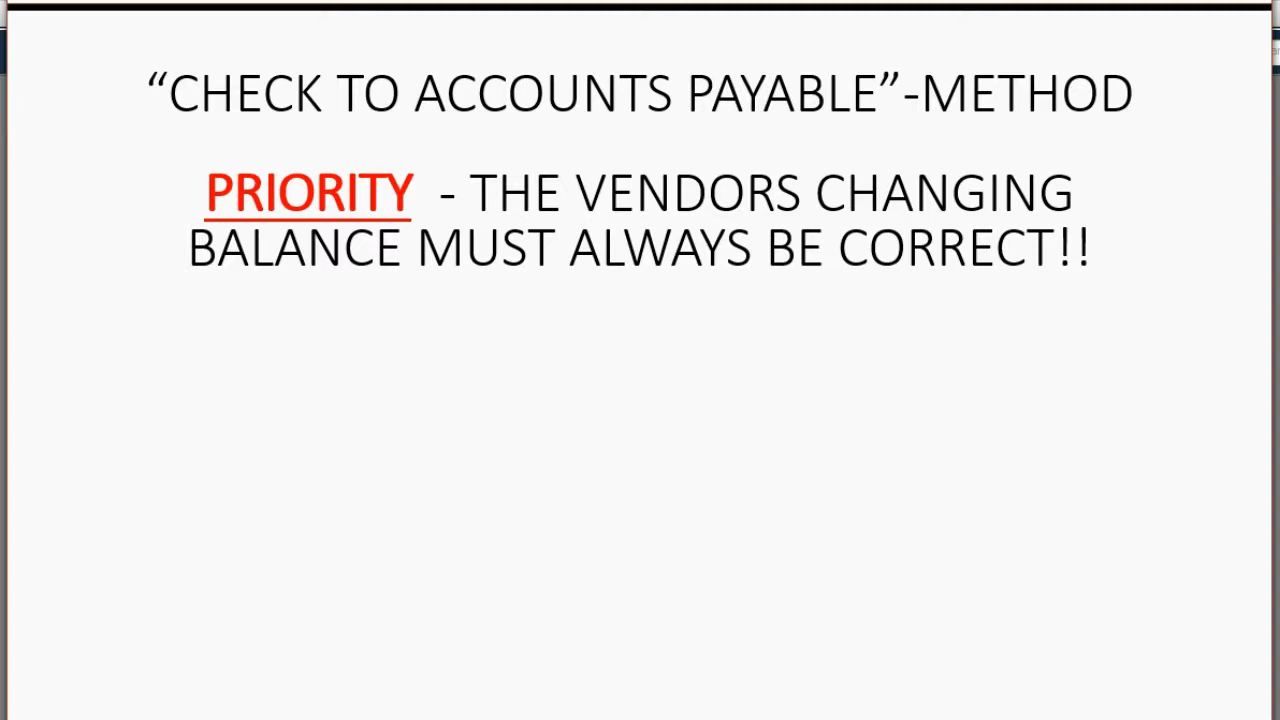 “CHECK TO ACCOUNTS PAYABLE”-METHOD
PRIORITY - THE VENDORS CHANGING
BALANCE MUST ALWAYS BE CORRECT!!